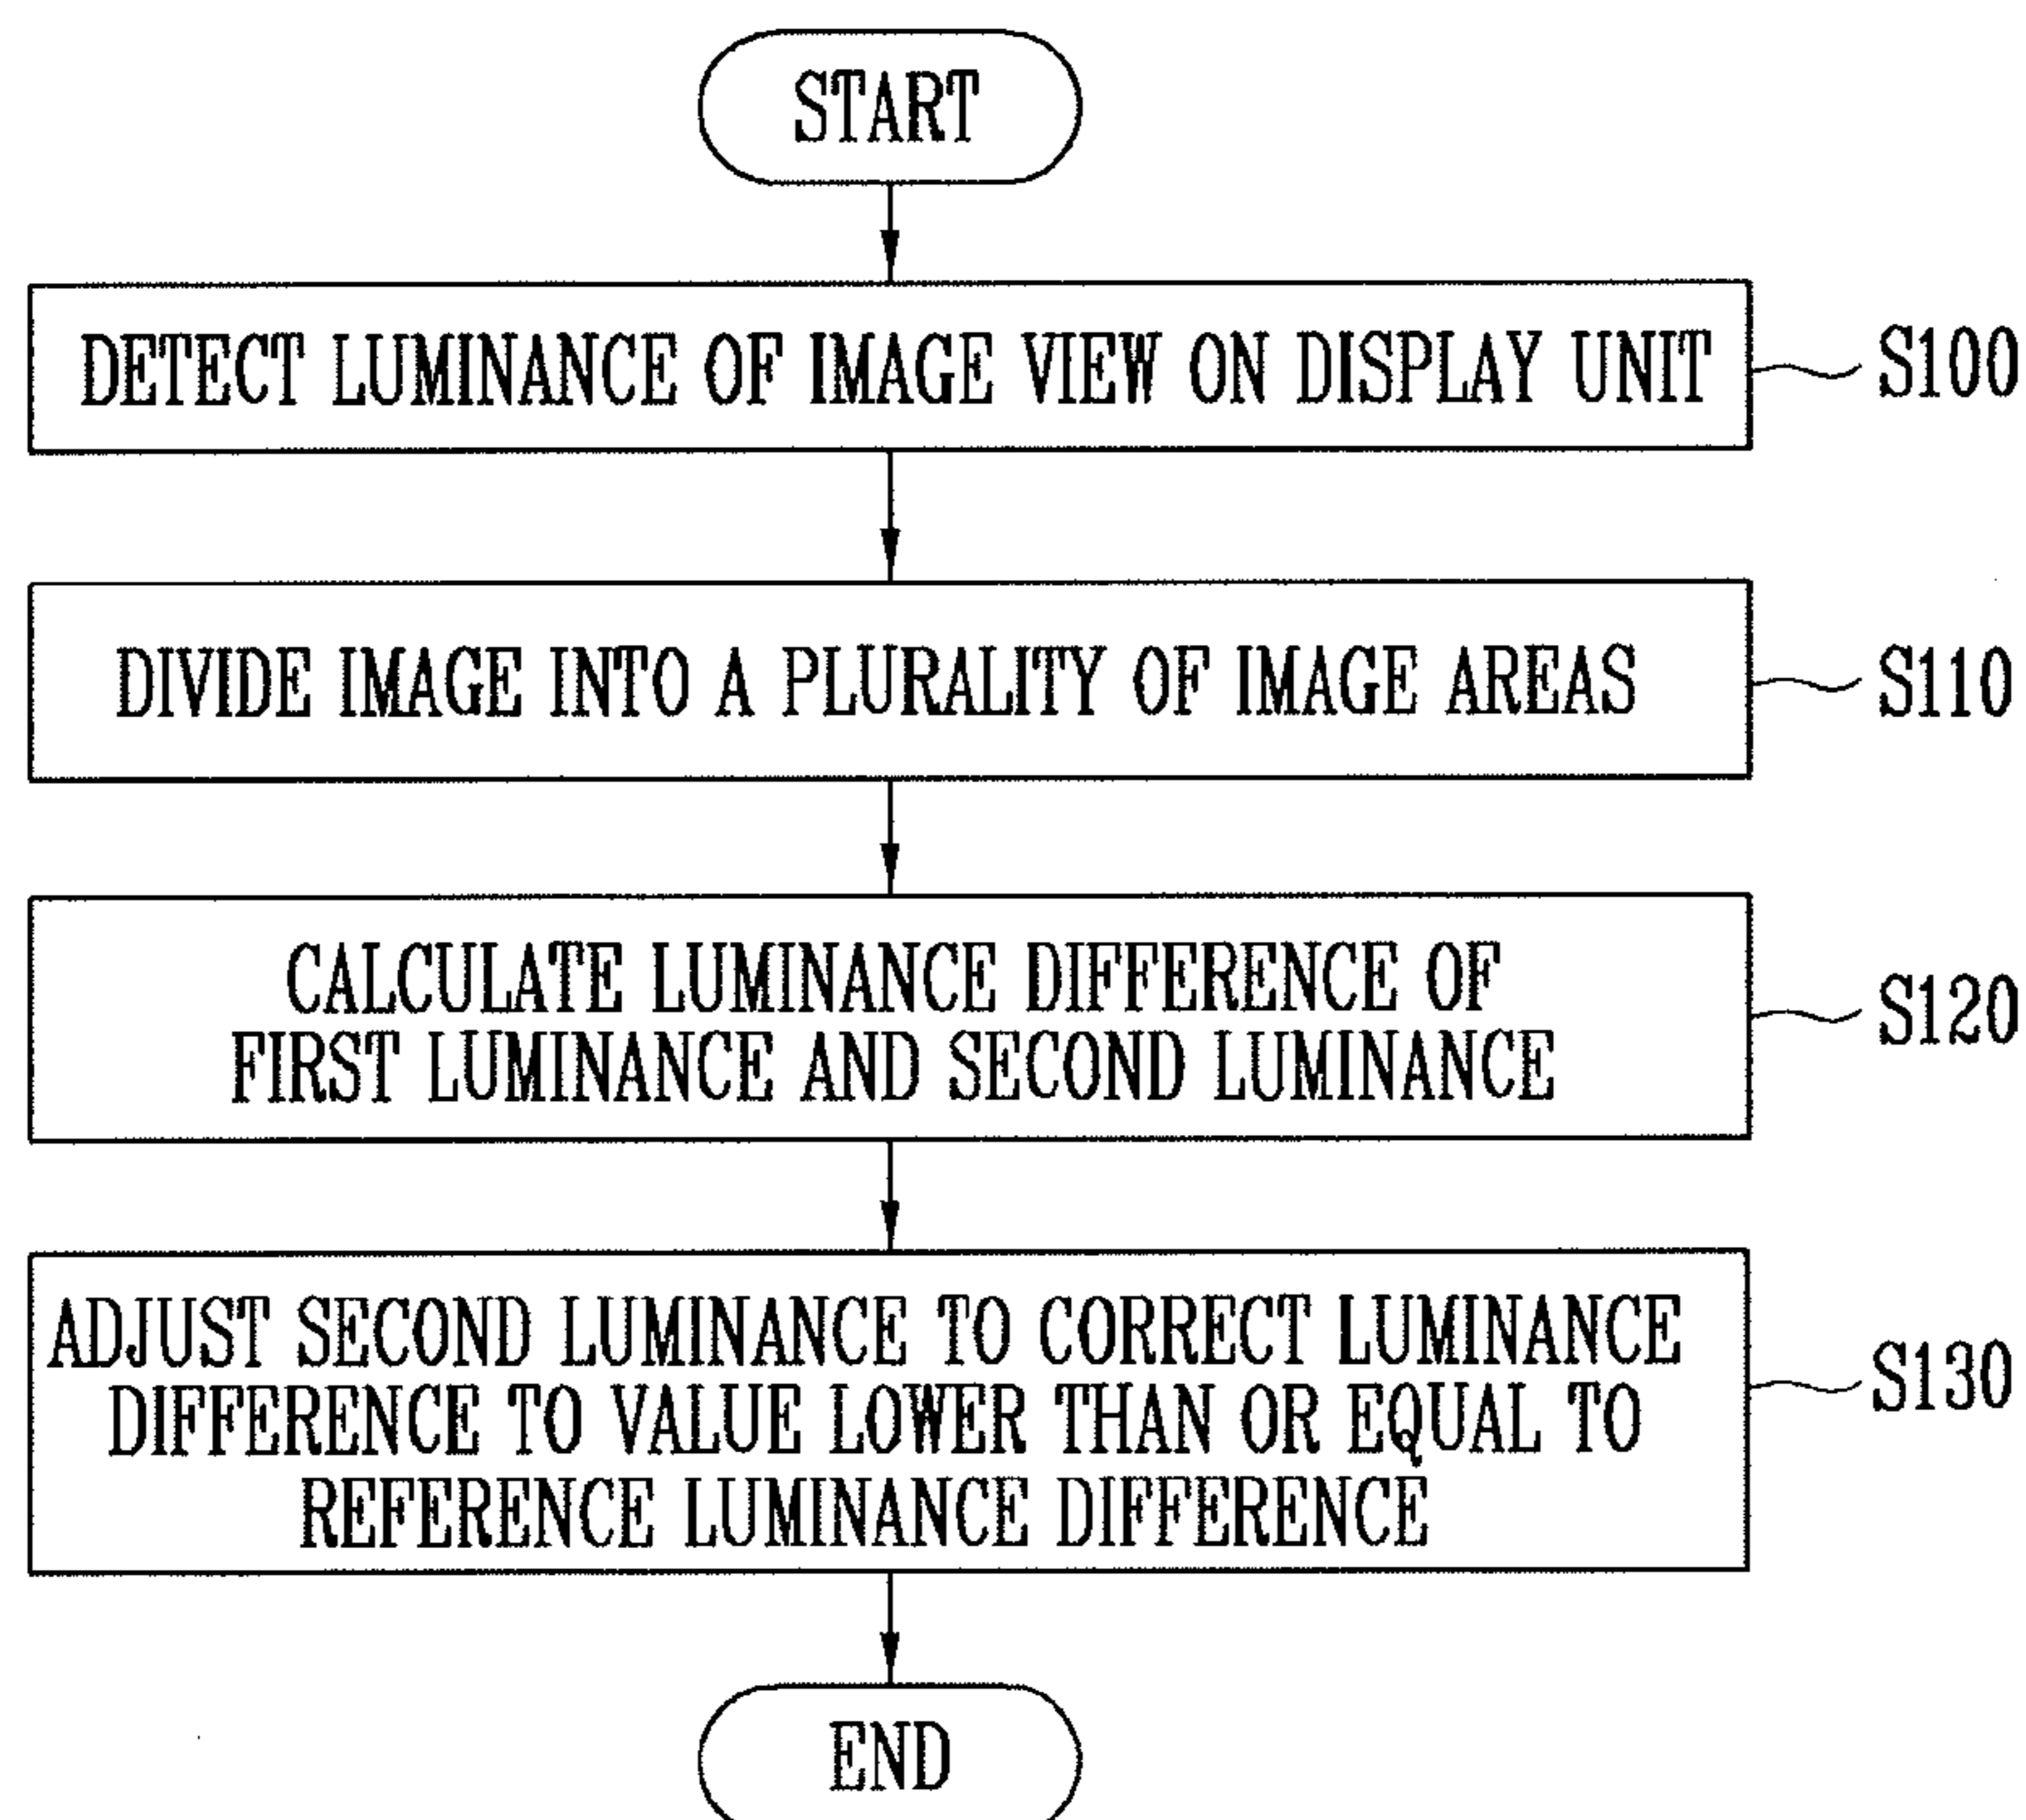 START
DETECT LUMINANCE OF IMAGE VIEW ON DISPLAY UNIT
S100
DIVIDE IMAGE INTO A PLURALITY OF IMAGE AREAS
S110
CALCULATE LUMINANCE DIFFERENCE OF
FIRST LUMINANCE AND SECOND LUMINANCE
S120
ADJUST SECOND LUMINANCE TO CORRECT LUMINANCE
DIFFERENCE TO VALUE LOWER THAN OR EQUAL TO
REFERENCE LUMINANCE DIFFERENCE
S130
END